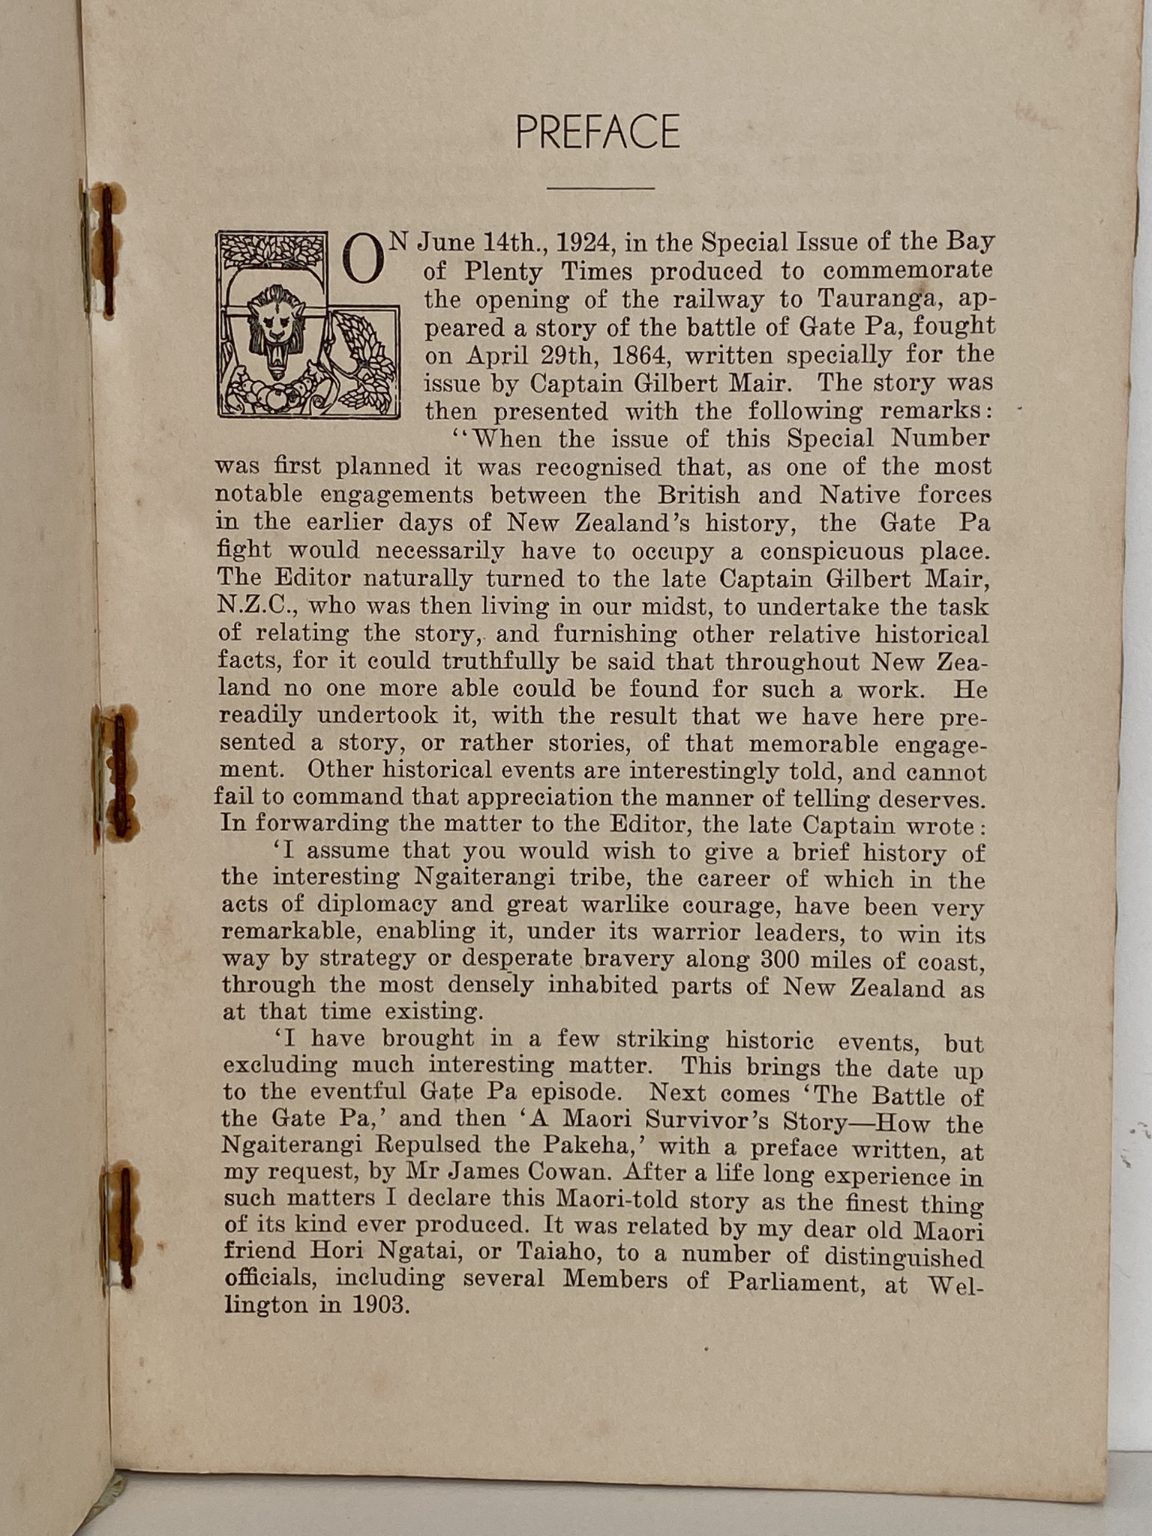 PREFACE
ON June 14th., 1924, in the Special Issue of the Bay
of Plenty Times produced to commemorate
the opening of the railway to Tauranga, ap-
peared a story of the battle of Gate Pa, fought
on April 29th, 1864, written specially for the
issue by Captain Gilbert Mair. The story was
then presented with the following remarks:
"When the issue of this Special Number
was first planned it was recognised that, as one of the most
notable engagements between the British and Native forces
in the earlier days of New Zealand's history, the Gate Pa
fight would necessarily have to occupy a conspicuous place.
The Editor naturally turned to the late Captain Gilbert Mair,
N.Z.C., who was then living in our midst, to undertake the task
of relating the story, and furnishing other relative historical
facts, for it could truthfully be said that throughout New Zea-
land no one more able could be found for such a work. He
readily undertook it, with the result that we have here pre-
sented a story, or rather stories, of that memorable engage-
ment. Other historical events are interestingly told, and cannot
fail to command that appreciation the manner of telling deserves.
In forwarding the matter to the Editor, the late Captain wrote:
'I assume that you would wish to give a brief history of
the interesting Ngaiterangi tribe, the career of which in the
acts of diplomacy and great warlike courage, have been very
remarkable, enabling it, under its warrior leaders, to win its
way by strategy or desperate bravery along 300 miles of coast,
through the most densely inhabited parts of New Zealand as
at that time existing.
'I have brought in a few striking historic events, but
excluding much interesting matter. This brings the date up
to the eventful Gate Pa episode. Next comes 'The Battle of
the Gate Pa,' and then 'A Maori Survivor's Story—How the
Ngaiterangi Repulsed the Pakeha,' with a preface written, at
my request, by Mr James Cowan. After a life long experience in
such matters I declare this Maori-told story as the finest thing
of its kind ever produced. It was related by my dear old Maori
friend Hori Ngatai, or Taiaho, to a number of distinguished
officials, including several Members of Parliament, at Wel-
lington in 1903.